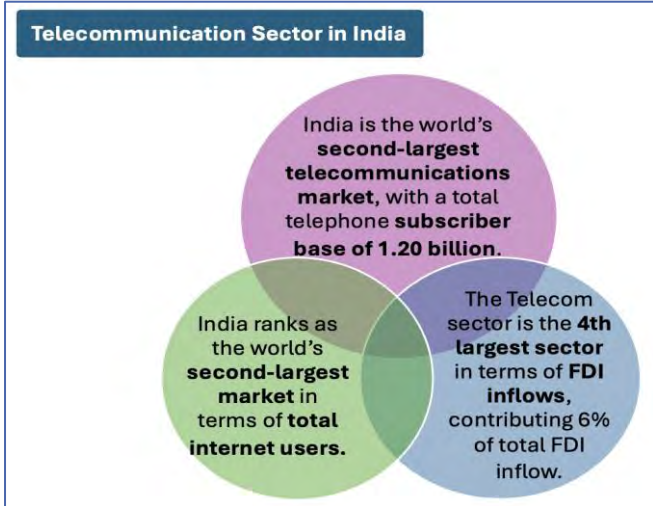 Telecommunication Sector in India
India is the world's
second-largest
telecommunications
market, with a total
telephone subscriber
base of 1.20 billion.
India ranks as
the world's
second-largest
market in
terms of total
internet users.
The Telecom
sector is the 4th
largest sector
in terms of FDI
inflows,
contributing 6%
of total FDI
inflow.